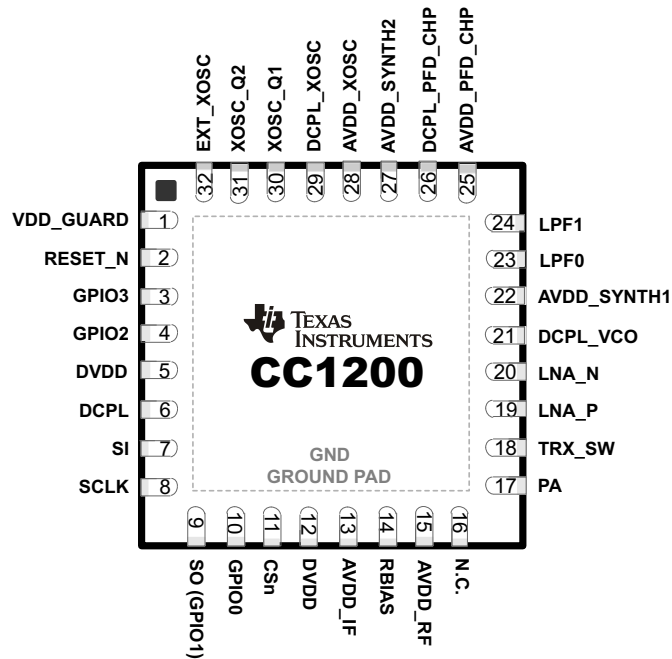 EXT_XOSC
XOSC_Q2
XOSC_Q1
DCPL_XOSC
AVDD_XOSC
AVDD_SYNTH2
DCPL_PFD_CHP
AVDD_PFD_CHP
32
31
30
29
28
27
26
25
VDD_GUARD 1
RESET_N 2
GPIO3 3
GPIO2 4
DVDD 5
DCPL 6
SI 7
SCLK 8
TEXAS
INSTRUMENTS
CC1200
GND
GROUND PAD
24 LPF1
23 LPF0
22 AVDD_SYNTH1
21 DCPL_VCO
20 LNA_N
19 LNA_P
18 TRX_SW
17 PA
9
10
11
12
13
14
15
16
SO (GPIO1)
GPIO0
CSn
DVDD
AVDD_IF
RBIAS
AVDD_RF
N.C.